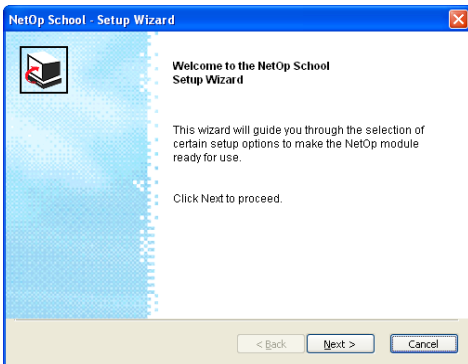 NetOp School - Setup Wizard
Welcome to the NetOp School
Setup Wizard
This wizard will guide you through the selection of
certain setup options to make the NetOp module
ready for use.
Click Next to proceed.
< Back
Next >
Cancel